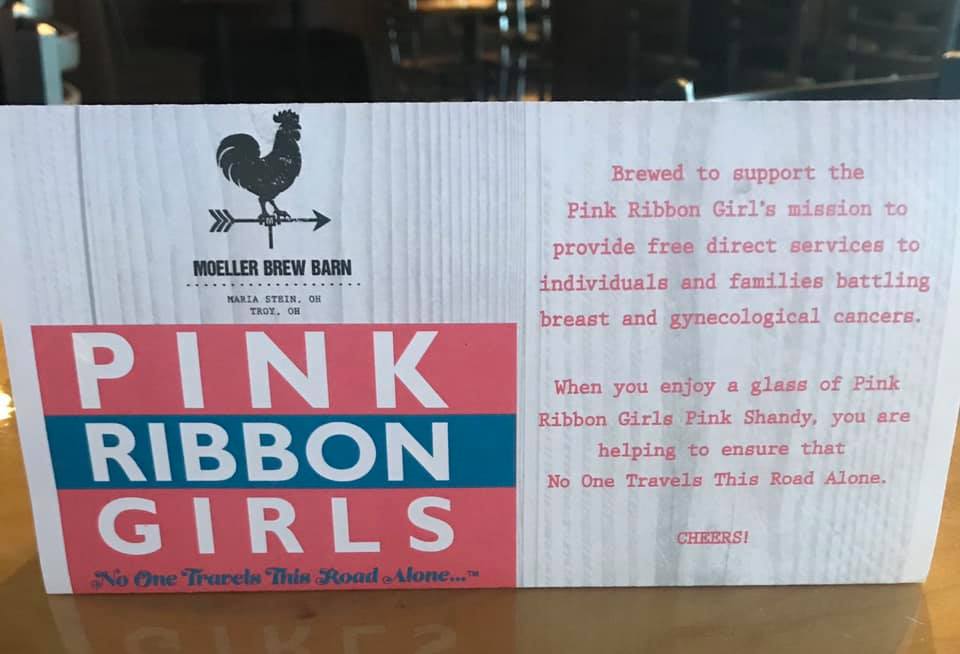 M
MOELLER BREW BARN
MARIA STEIN, OH
TROY, OH
PINK
RIBBON
GIRLS
No One Travels This Road Alone...™
Brewed to support the
Pink Ribbon Girl's mission to
provide free direct services to
individuals and families battling
breast and gynecological cancers.
When you enjoy a glass of Pink
Ribbon Girls Pink Shandy, you are
helping to ensure that
No One Travels This Road Alone.
CHEERS!